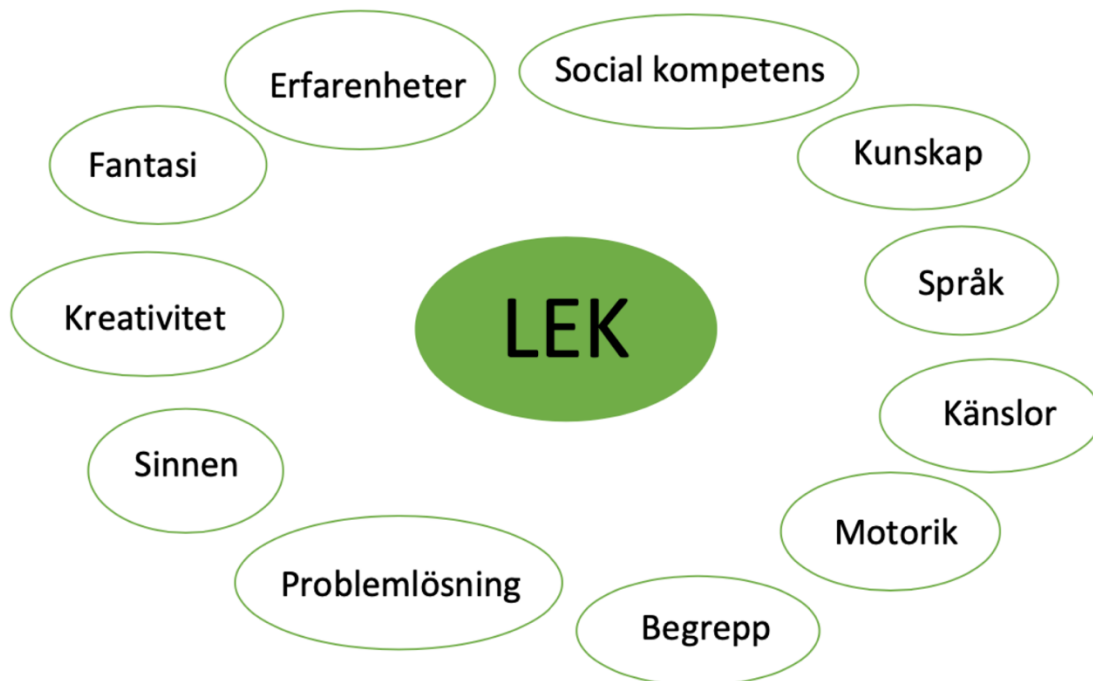 Erfarenheter
Social kompetens
Fantasi
Kunskap
Språk
Kreativitet
LEK
Känslor
Sinnen
Motorik
Problemlösning
Begrepp